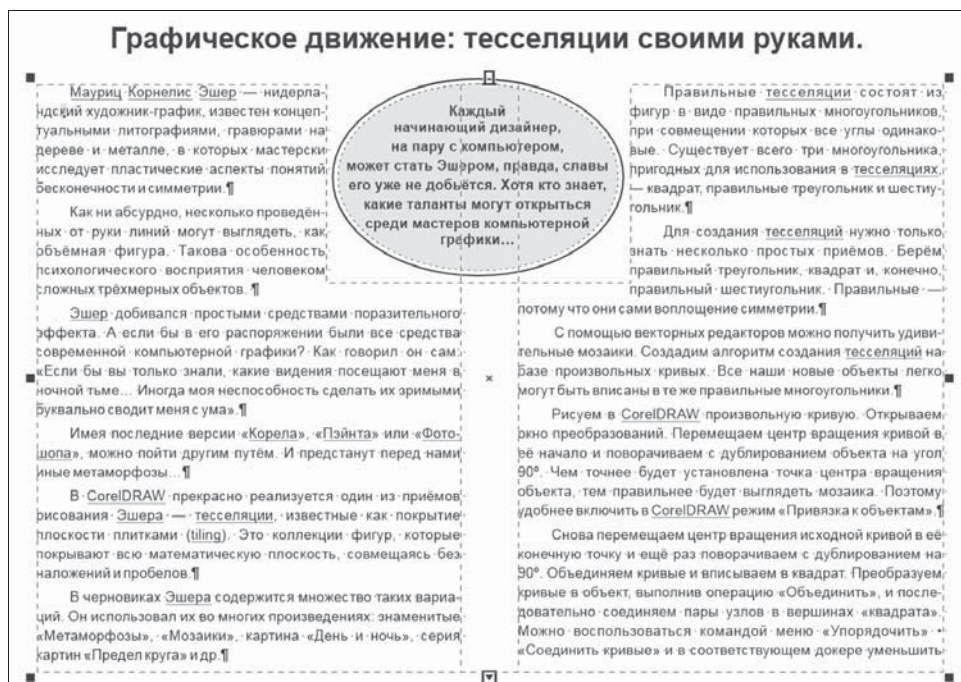 Графическое движение: тесселяции своими руками.
Мауриц Корнелис Эшер — нидерла-
ндский художник-график, известен концеп-
туальными литографиями, гравюрами на
дереве и металле, в которых мастерски
исследует пластические аспекты понятий
бесконечности и симметрии.¶
Как ни абсурдно, несколько проведён-
ных от руки линий могут выглядеть, как
объёмная фигура. Такова особенность
психологического восприятия человеком
сложных трёхмерных объектов. ¶
Эшер добивался простыми средствами поразительного
эффекта. А если бы в его распоряжении были все средства
современной компьютерной графики? Как говорил он сам:
«Если бы вы только знали, какие видения посещают меня в
ночной тьме… Иногда моя неспособность сделать их зримыми
буквально сводит меня с ума».¶
Имея последние версии «Корела», «Пэйнта» или «Фото-
шопа», можно пойти другим путём. И предстанут перед нами
иные метаморфозы…¶
В CorelDRAW прекрасно реализуется один из приёмов
рисования Эшера — тесселяции, известные как покрытие
плоскости плитками (tiling). Это коллекции фигур, которые
покрывают всю математическую плоскость, совмещаясь без
наложений и пробелов.¶
В черновиках Эшера содержится множество таких вариа-
ций. Он использовал их во многих произведениях: знаменитые
«Метаморфозы», «Мозаики», картина «День и ночь», серия
картин «Предел круга» и др.¶
Каждый
начинающий дизайнер,
на пару с компьютером,
может стать Эшером, правда, славы
его уже не добьётся. Хотя кто знает,
какие таланты могут открыться
среди мастеров компьютерной
графики…
Правильные тесселяции состоят из
фигур в виде правильных многоугольников,
при совмещении которых все углы одинако-
вые. Существует всего три многоугольника,
пригодных для использования в тесселяциях,
— квадрат, правильные треугольник и шестиу-
гольник.¶
Для создания тесселяций нужно только
знать несколько простых приёмов. Берём
правильный треугольник, квадрат и, конечно,
правильный шестиугольник. Правильные —
потому что они сами воплощение симметрии.¶
С помощью векторных редакторов можно получить удиви-
тельные мозаики. Создадим алгоритм создания тесселяций на
базе произвольных кривых. Все наши новые объекты легко
могут быть вписаны в те же правильные многоугольники.¶
Рисуем в CorelDRAW произвольную кривую. Открываем
окно преобразований. Перемещаем центр вращения кривой в
её начало и поворачиваем с дублированием объекта на угол
90º. Чем точнее будет установлена точка центра вращения
объекта, тем правильнее будет выглядеть мозаика. Поэтому
удобнее включить в CorelDRAW режим «Привязка к объектам».¶
Снова перемещаем центр вращения исходной кривой в её
конечную точку и ещё раз поворачиваем с дублированием на
90º. Объединяем кривые и вписываем в квадрат. Преобразуем
кривые в объект, выполнив операцию «Объединить», и после-
довательно соединяем пары узлов в вершинах «квадрата».
Можно воспользоваться командой меню «Упорядочить» •
«Соединить кривые» и в соответствующем докере уменьшить